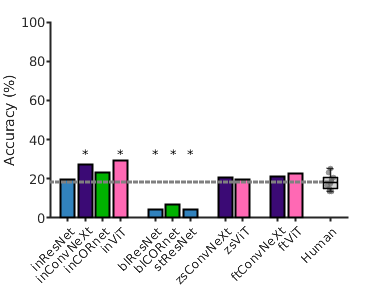 100
80
60
40
20
0
Accuracy (%)
* * * * *
inResNet
inConvNeXt
inCORnet
inViT
blResNet
blCORnet
stResNet
zsConvNeXt
zsViT
ftConvNeXt
ftViT
Human